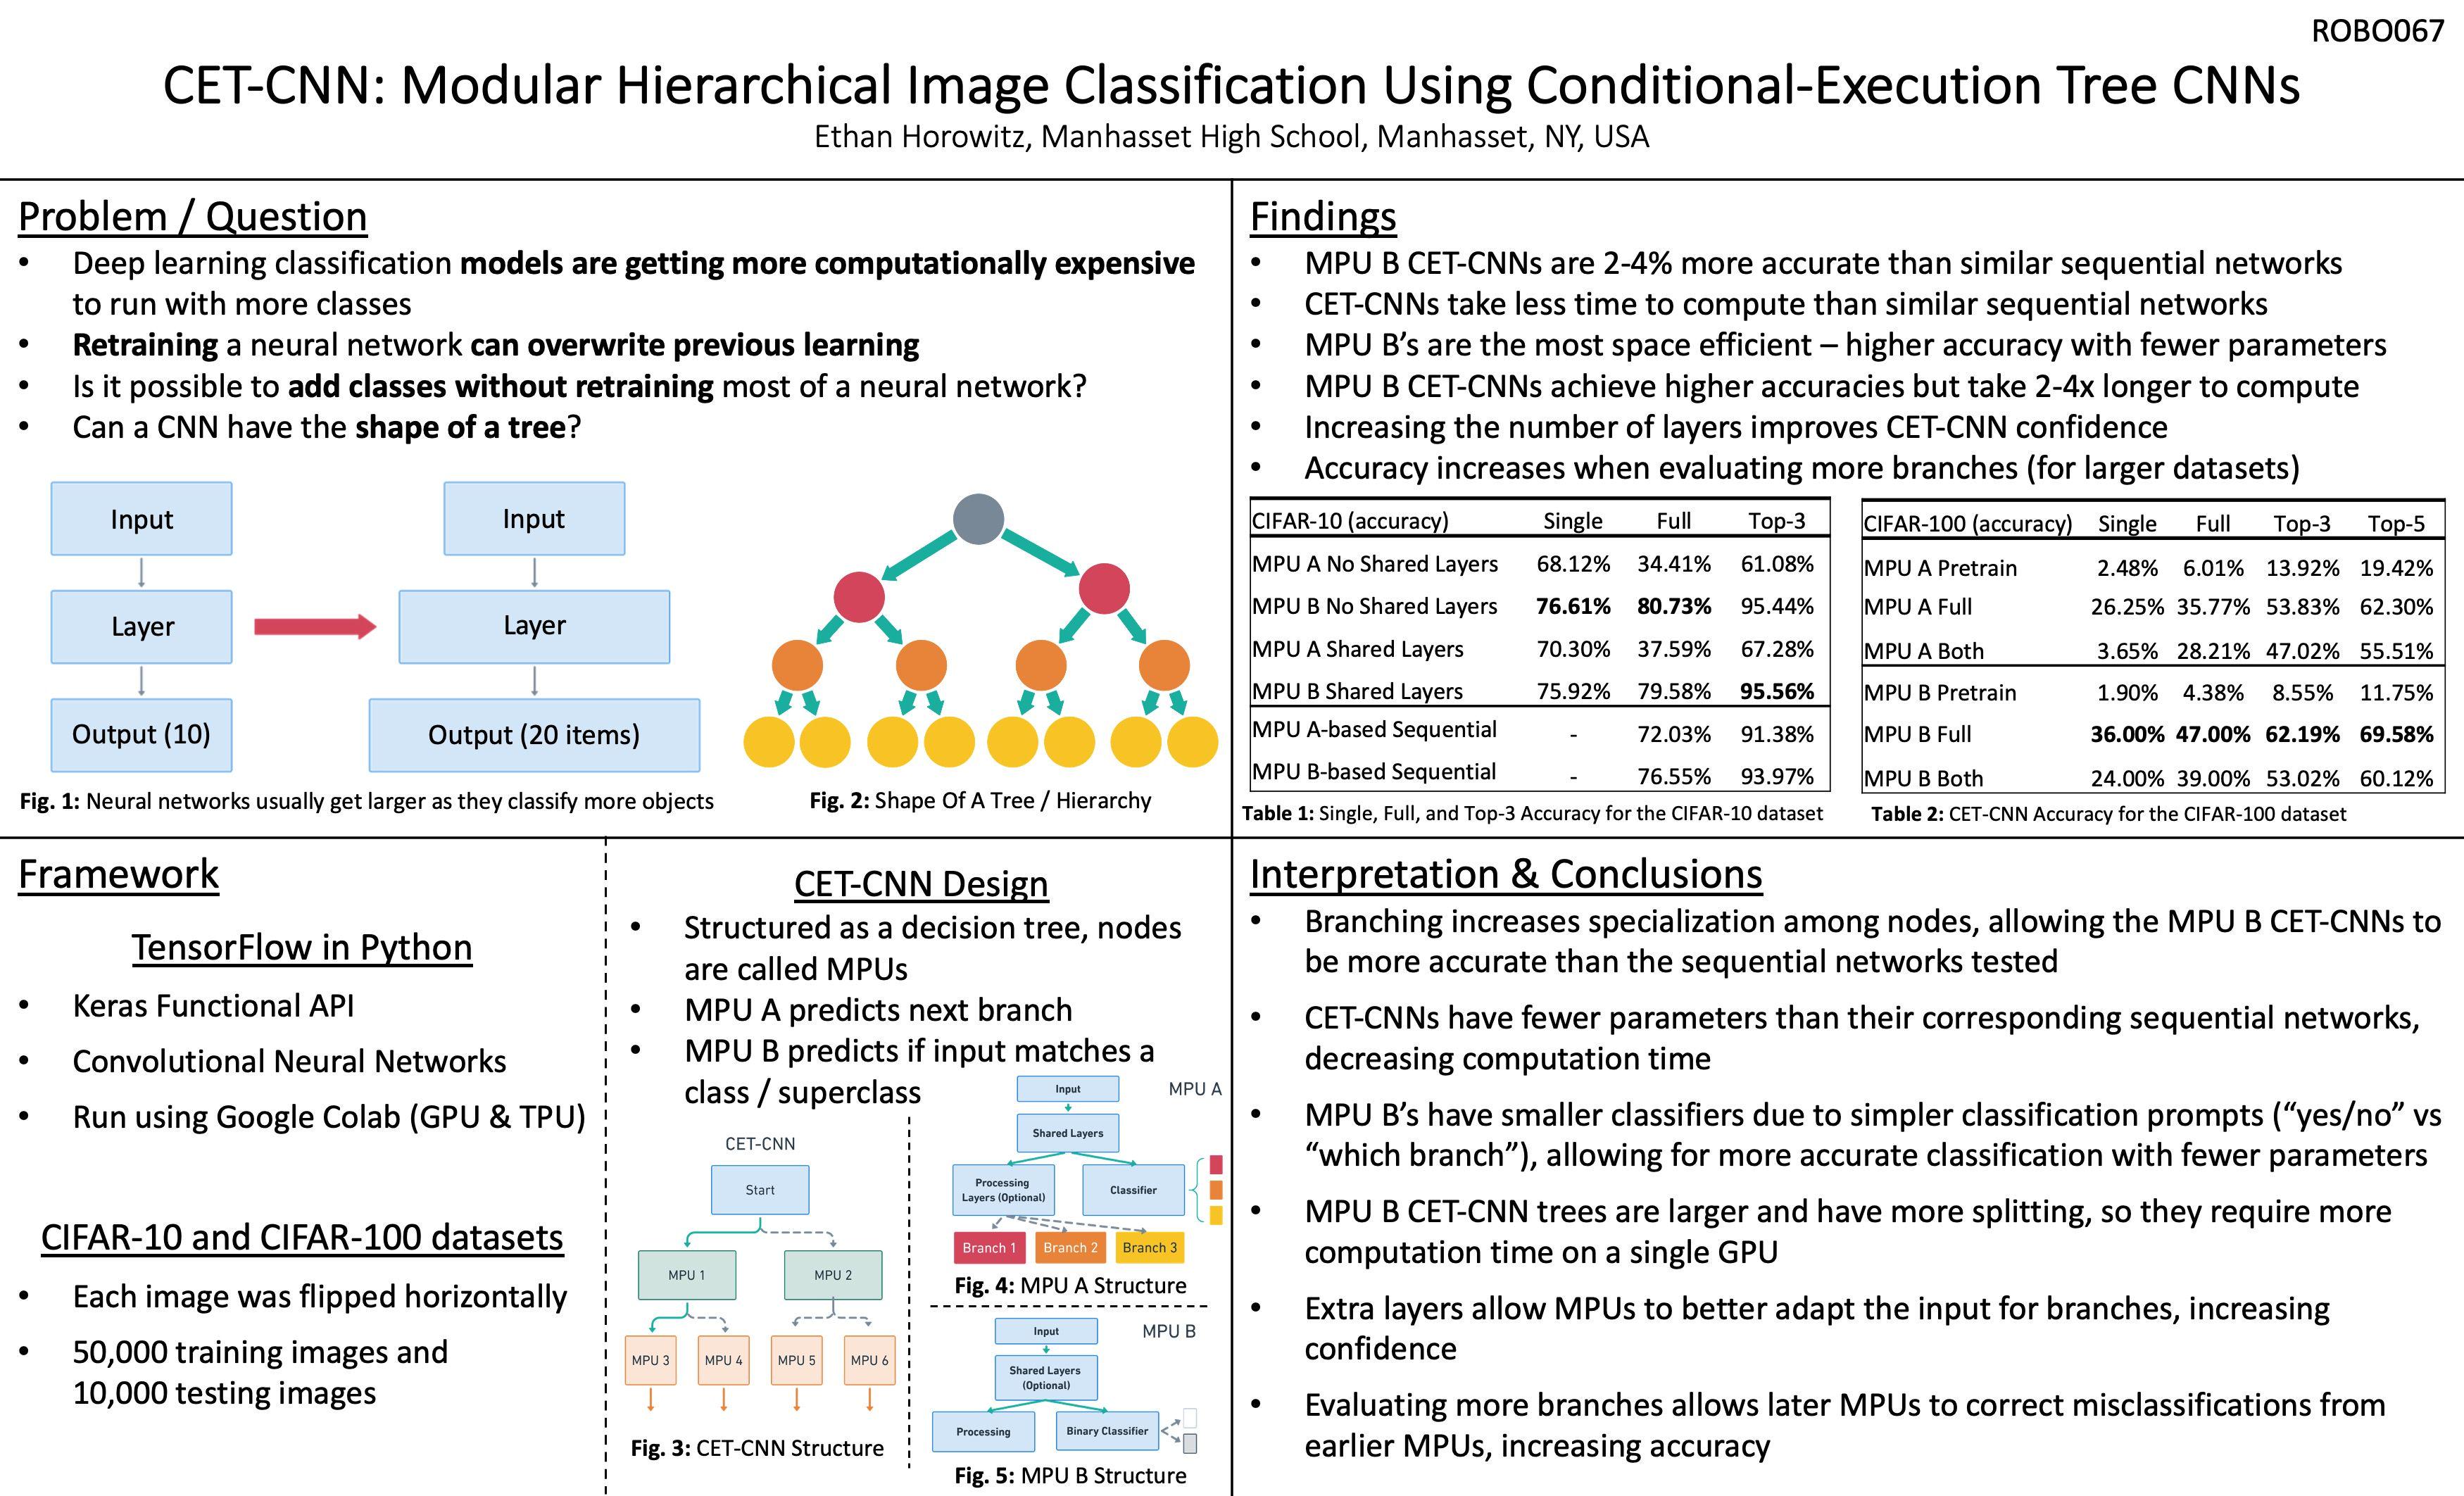 ROBO067
CET-CNN: Modular Hierarchical Image Classification Using Conditional-Execution Tree CNNs
Ethan Horowitz, Manhasset High School, Manhasset, NY, USA
Problem / Question
• Deep learning classification models are getting more computationally expensive
to run with more classes
• Retraining a neural network can overwrite previous learning
• Is it possible to add classes without retraining most of a neural network?
• Can a CNN have the shape of a tree?
Input
Layer
Output (10)
Input
Layer
Output (20 items)
Fig. 1: Neural networks usually get larger as they classify more objects
Fig. 2: Shape Of A Tree / Hierarchy
Findings
• MPU B CET-CNNs are 2-4% more accurate than similar sequential networks
• CET-CNNs take less time to compute than similar sequential networks
• MPU B’s are the most space efficient – higher accuracy with fewer parameters
• MPU B CET-CNNs achieve higher accuracies but take 2-4x longer to compute
• Increasing the number of layers improves CET-CNN confidence
• Accuracy increases when evaluating more branches (for larger datasets)
CIFAR-10 (accuracy) Single Full Top-3
MPU A No Shared Layers 68.12% 34.41% 61.08%
MPU B No Shared Layers 76.61% 80.73% 95.44%
MPU A Shared Layers 70.30% 37.59% 67.28%
MPU B Shared Layers 75.92% 79.58% 95.56%
MPU A-based Sequential - 72.03% 91.38%
MPU B-based Sequential - 76.55% 93.97%
Table 1: Single, Full, and Top-3 Accuracy for the CIFAR-10 dataset
CIFAR-100 (accuracy) Single Full Top-3 Top-5
MPU A Pretrain 2.48% 6.01% 13.92% 19.42%
MPU A Full 26.25% 35.77% 53.83% 62.30%
MPU A Both 3.65% 28.21% 47.02% 55.51%
MPU B Pretrain 1.90% 4.38% 8.55% 11.75%
MPU B Full 36.00% 47.00% 62.19% 69.58%
MPU B Both 24.00% 39.00% 53.02% 60.12%
Table 2: CET-CNN Accuracy for the CIFAR-100 dataset
Framework
TensorFlow in Python
• Keras Functional API
• Convolutional Neural Networks
• Run using Google Colab (GPU & TPU)
CIFAR-10 and CIFAR-100 datasets
• Each image was flipped horizontally
• 50,000 training images and
10,000 testing images
CET-CNN Design
• Structured as a decision tree, nodes
are called MPUs
• MPU A predicts next branch
• MPU B predicts if input matches a
class / superclass
CET-CNN
Start
MPU 1
MPU 2
MPU 3
MPU 4
MPU 5
MPU 6
Fig. 3: CET-CNN Structure
MPU A
Input
Shared Layers
Processing
Layers (Optional)
Classifier
Branch 1
Branch 2
Branch 3
Fig. 4: MPU A Structure
MPU B
Input
Shared Layers
(Optional)
Processing
Binary Classifier
Fig. 5: MPU B Structure
Interpretation & Conclusions
• Branching increases specialization among nodes, allowing the MPU B CET-CNNs to
be more accurate than the sequential networks tested
• CET-CNNs have fewer parameters than their corresponding sequential networks,
decreasing computation time
• MPU B’s have smaller classifiers due to simpler classification prompts (“yes/no” vs
“which branch”), allowing for more accurate classification with fewer parameters
• MPU B CET-CNN trees are larger and have more splitting, so they require more
computation time on a single GPU
• Extra layers allow MPUs to better adapt the input for branches, increasing
confidence
• Evaluating more branches allows later MPUs to correct misclassifications from
earlier MPUs, increasing accuracy